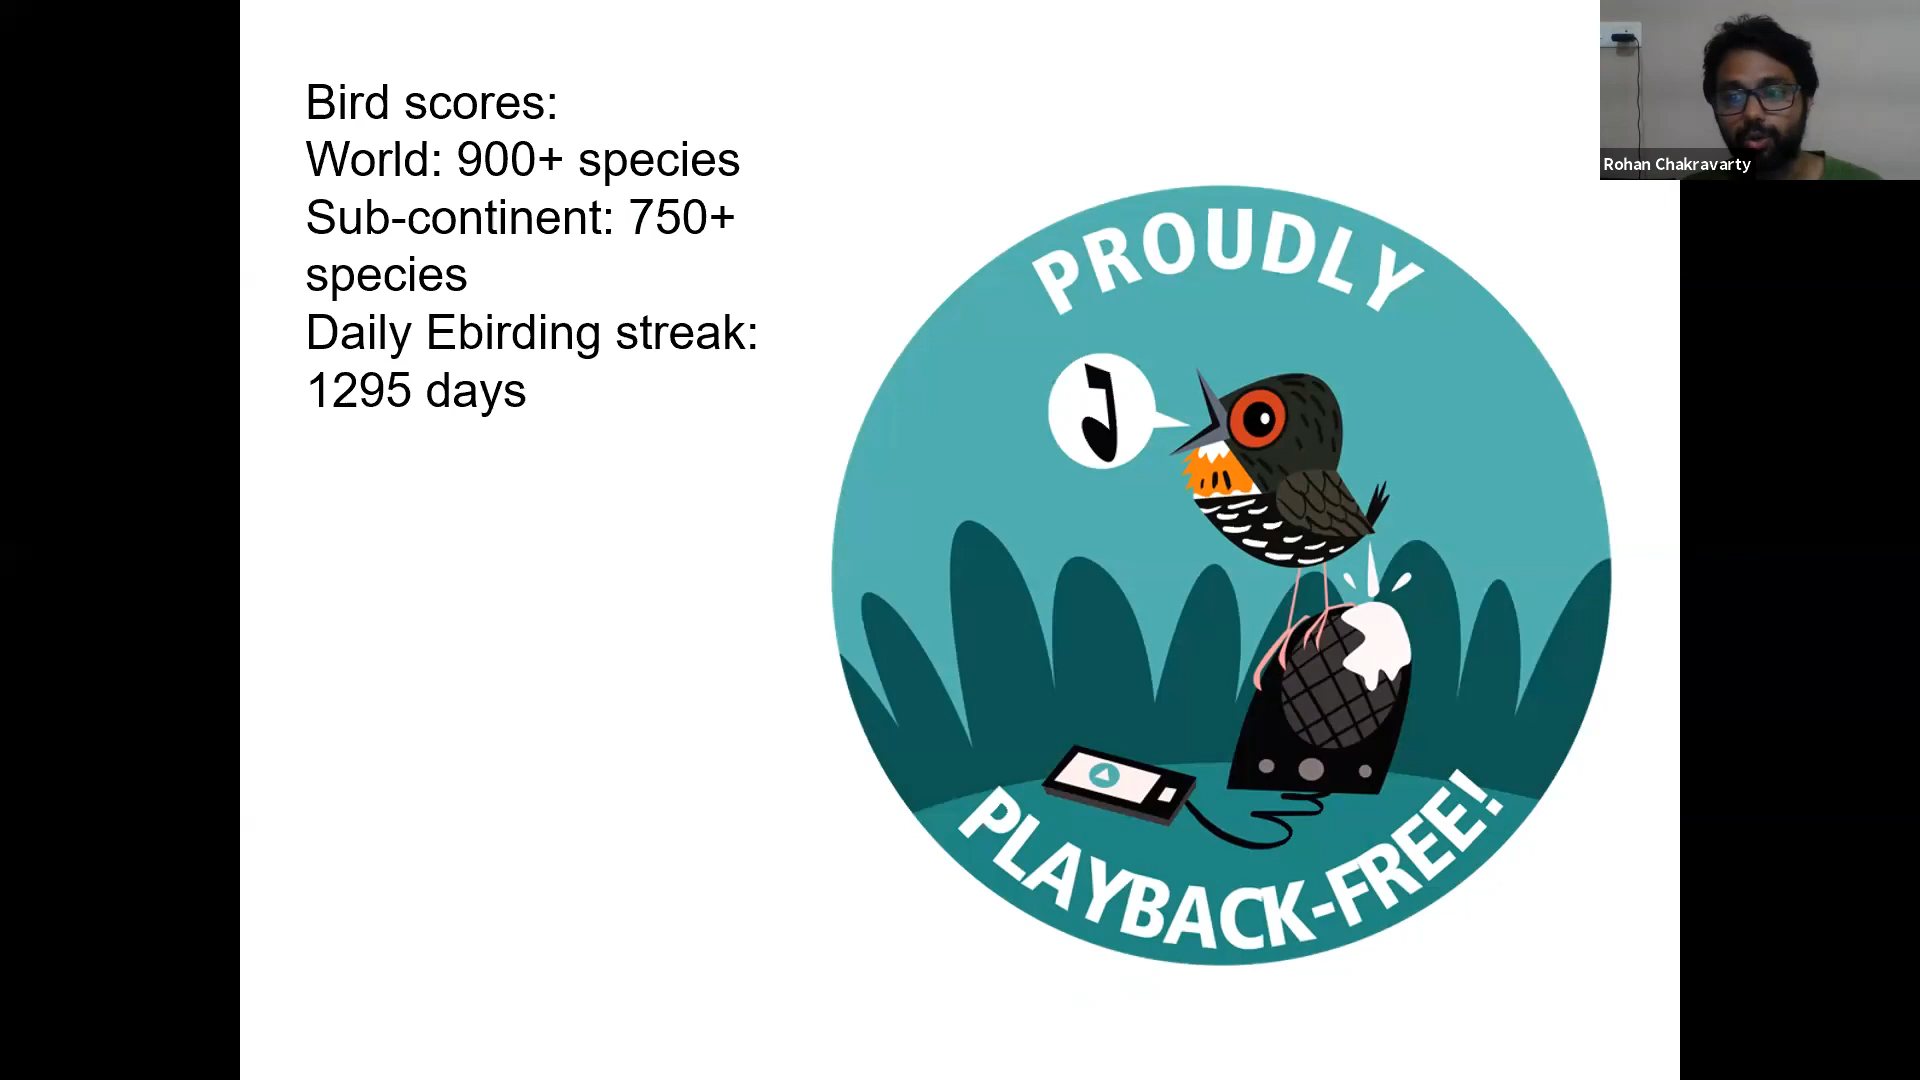 Bird scores:
World: 900+ species
Sub-continent: 750+
species
Daily Ebirding streak:
1295 days
PROUDLY
PLAYBACK-FREE!
Rohan Chakravarty